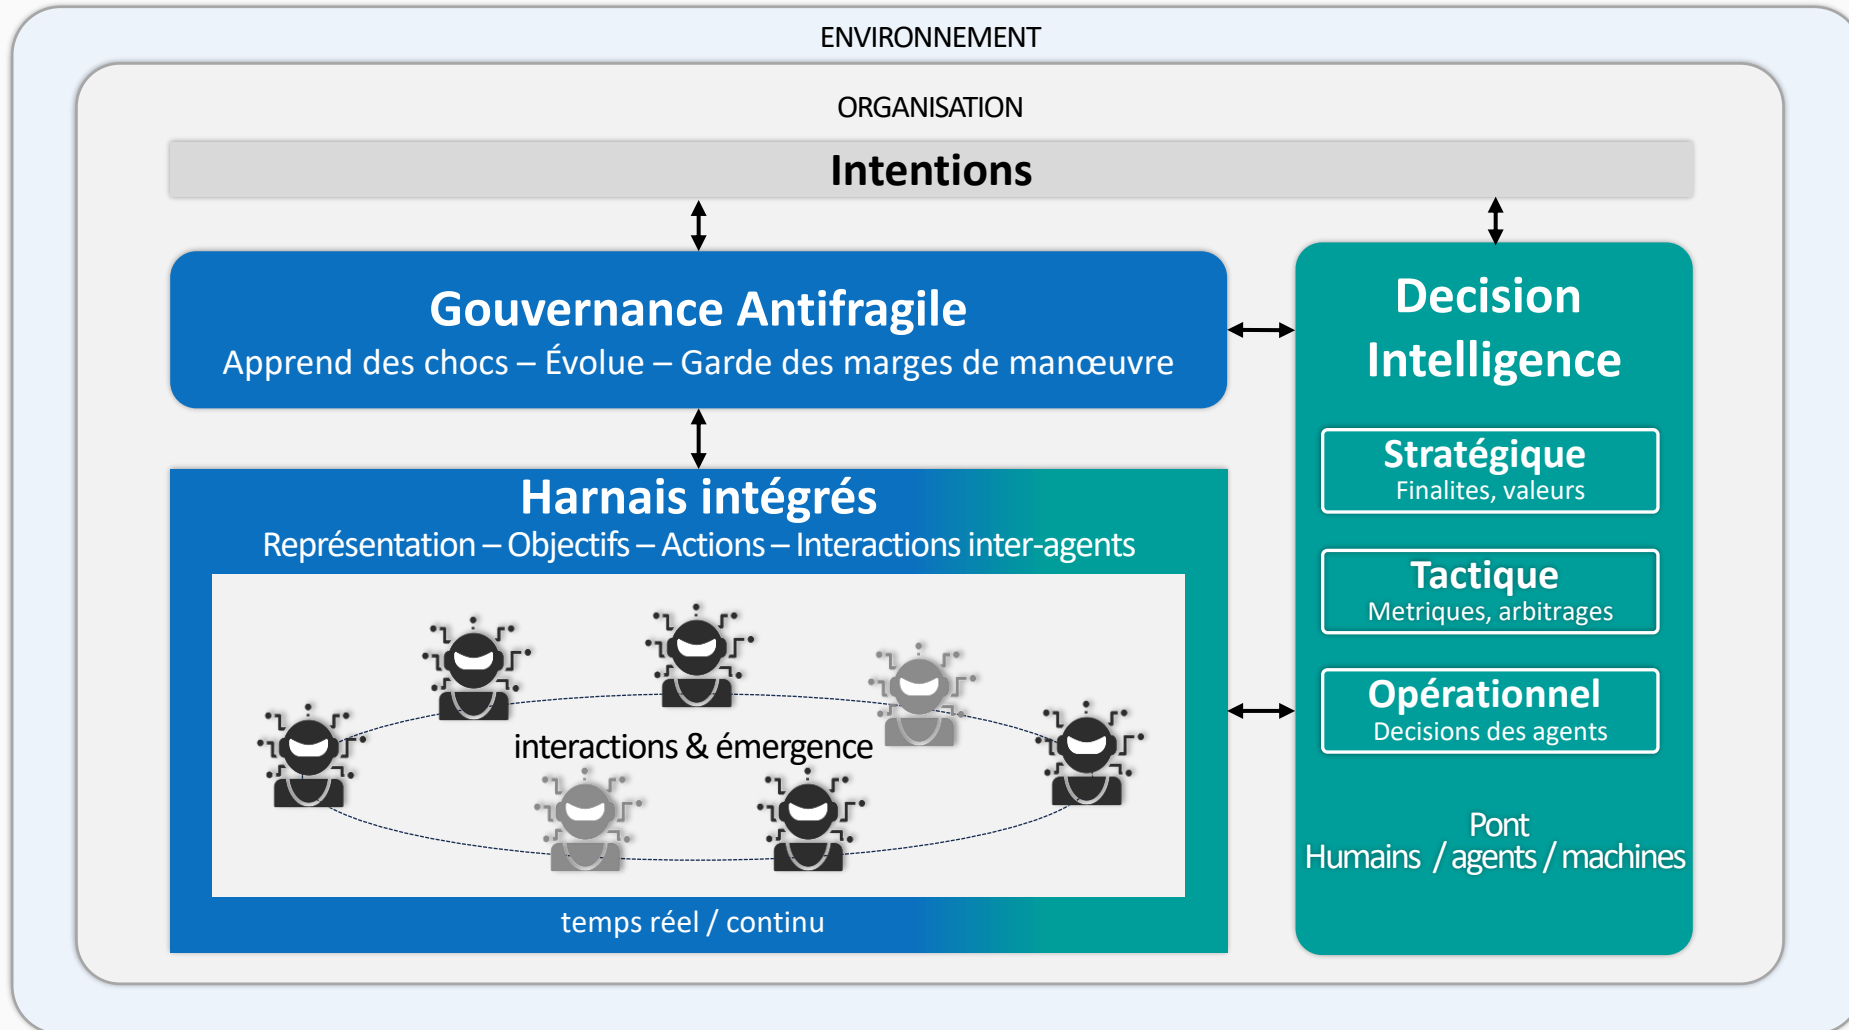 ENVIRONNEMENT
ORGANISATION
Intentions
Gouvernance Antifragile
Apprend des chocs – Évolue – Garde des marges de manœuvre
Harnais intégrés
Représentation – Objectifs – Actions – Interactions inter-agents
interactions & émergence
temps réel / continu
Decision
Intelligence
Stratégique
Finalites, valeurs
Tactique
Metriques, arbitrages
Opérationnel
Decisions des agents
Pont
Humains / agents / machines